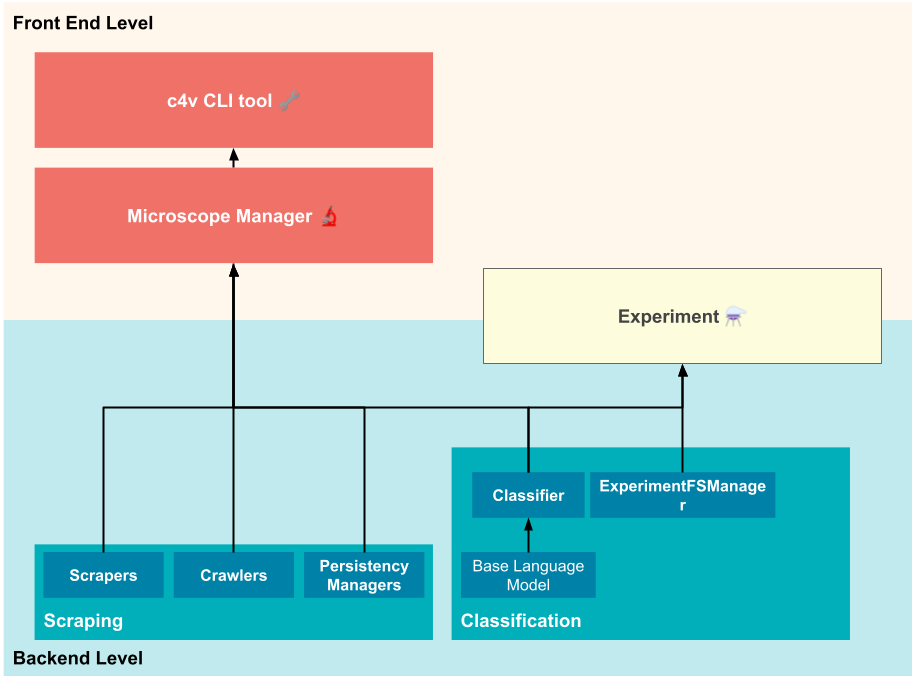 Front End Level
c4v CLI tool 🔧
Microscope Manager 🔬
Experiment ⚗️
Classifier
ExperimentFSManage
r
Base Language
Model
Scrapers
Crawlers
Persistency
Managers
Scraping
Classification
Backend Level